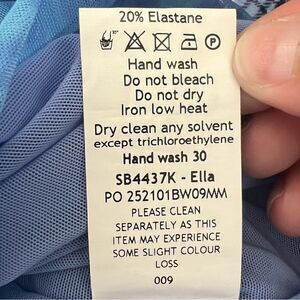 20% Elastane
30° P
Hand wash
Do not bleach
Do not dry
Iron low heat
Dry clean any solvent
except trichloroethylene
Hand wash 30
SB4437K - Ella
PO 252101BW09MM
PLEASE CLEAN
SEPARATELY AS THIS
ITEM MAY EXPERIENCE
SOME SLIGHT COLOUR
LOSS
009